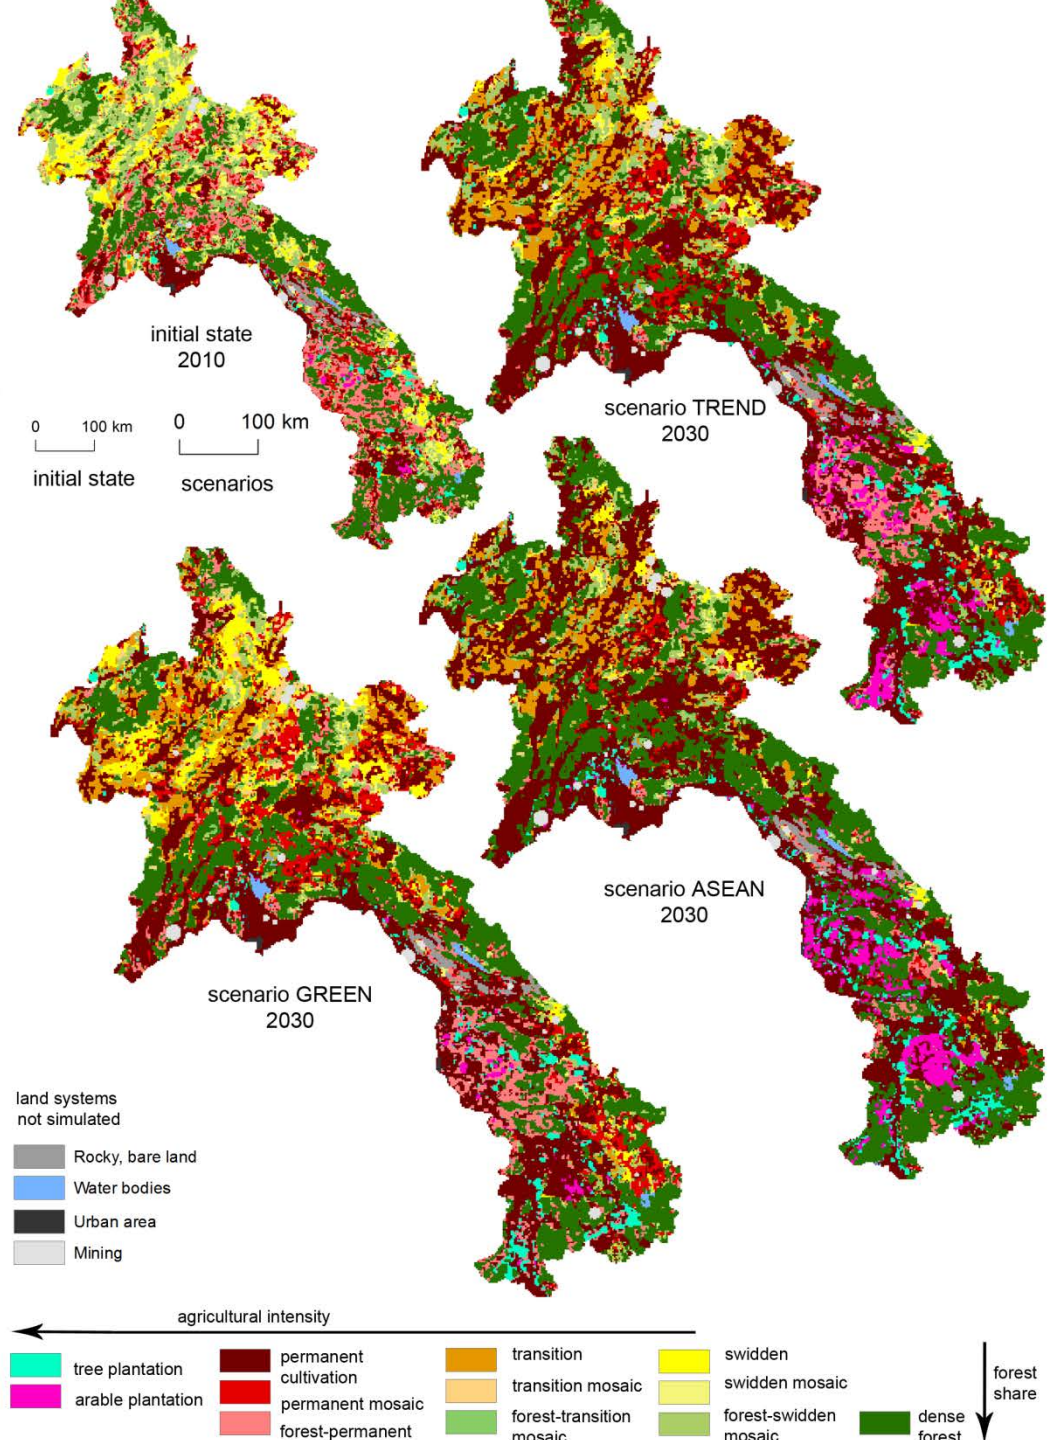 initial state
2010
0 100 km
initial state
0 100 km
scenarios
scenario TREND
2030
scenario ASEAN
2030
scenario GREEN
2030
land systems
not simulated
Rocky, bare land
Water bodies
Urban area
Mining
agricultural intensity
tree plantation
arable plantation
permanent
cultivation
permanent mosaic
forest-permanent
transition
transition mosaic
forest-transition
mosaic
swidden
swidden mosaic
forest-swidden
mosaic
dense
forest
forest
share